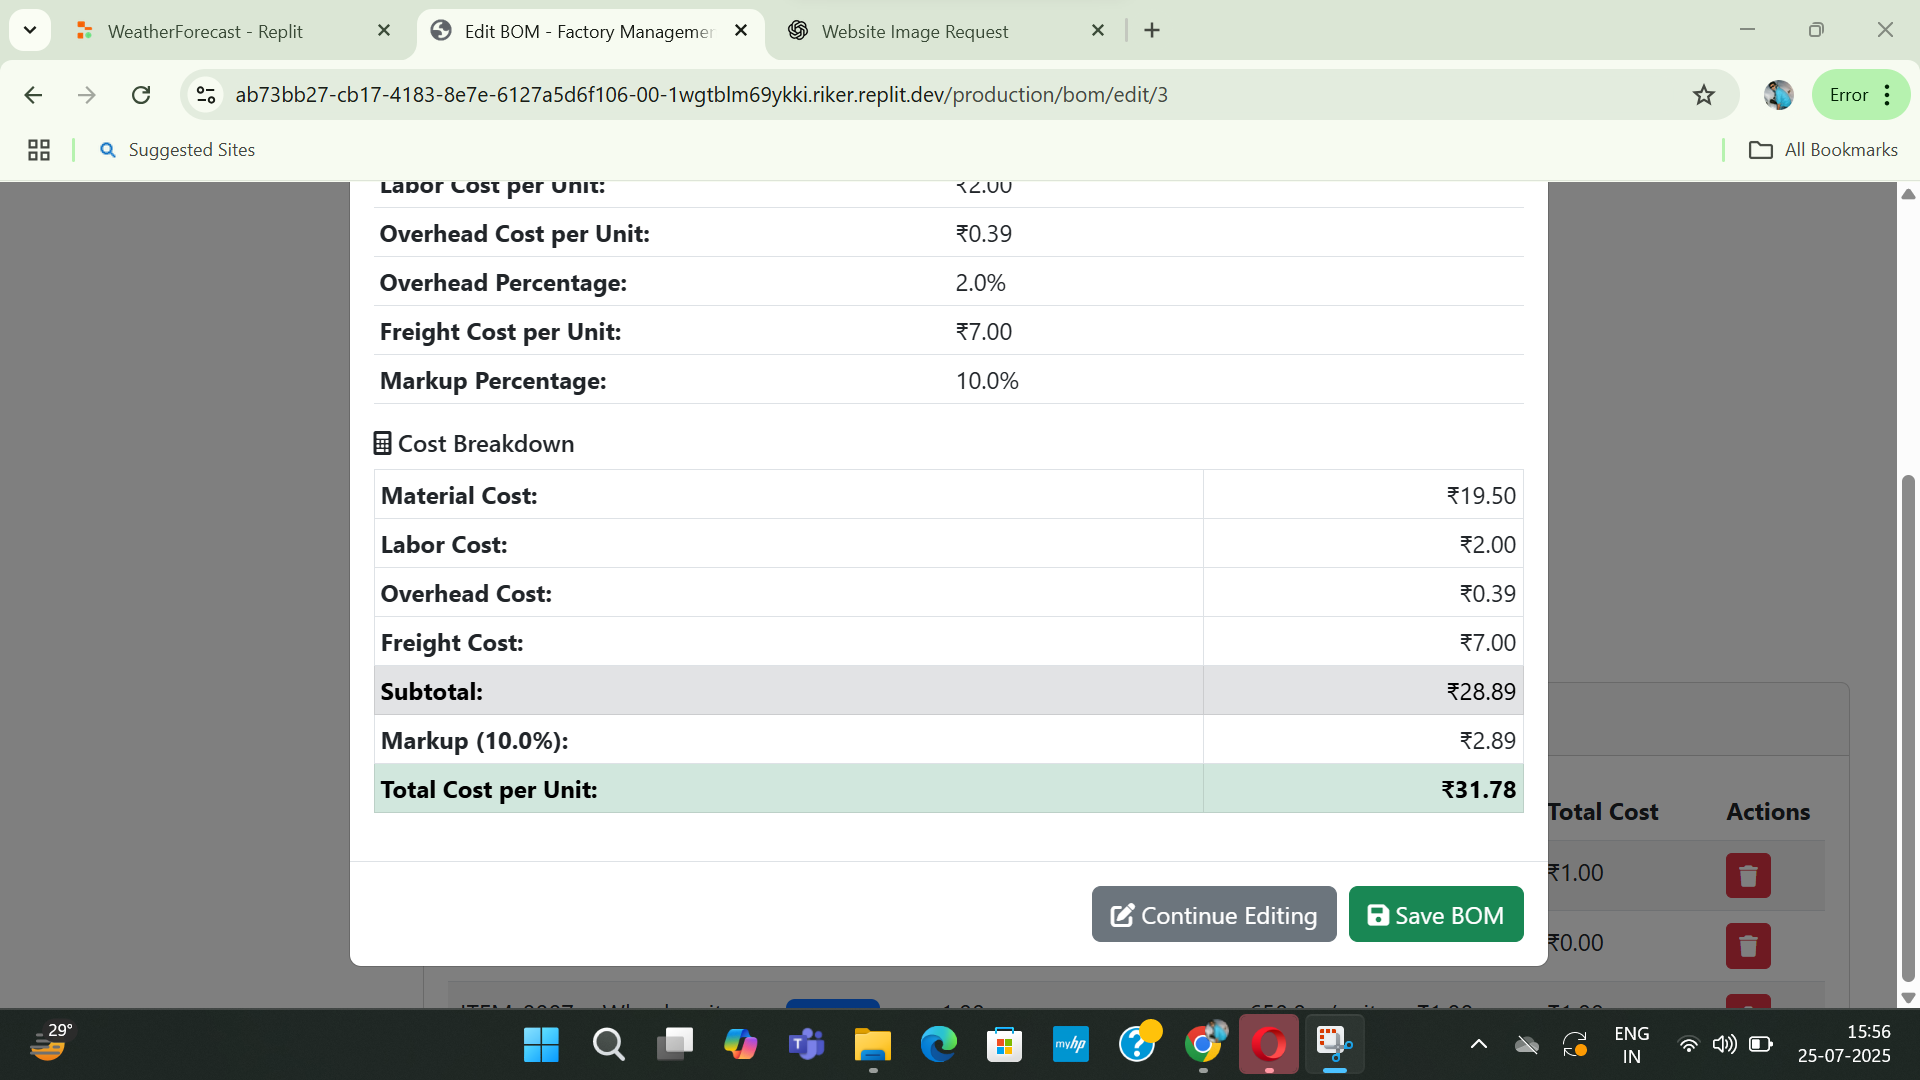 WeatherForecast - Replit
Edit BOM - Factory Managemer
Website Image Request
ab73bb27-cb17-4183-8e7e-6127a5d6f106-00-1wgtblm69ykki.riker.replit.dev/production/bom/edit/3
Error
Suggested Sites
All Bookmarks
Labor Cost per Unit: ₹2.00
Overhead Cost per Unit: ₹0.39
Overhead Percentage: 2.0%
Freight Cost per Unit: ₹7.00
Markup Percentage: 10.0%
Cost Breakdown
Material Cost: ₹19.50
Labor Cost: ₹2.00
Overhead Cost: ₹0.39
Freight Cost: ₹7.00
Subtotal: ₹28.89
Markup (10.0%): ₹2.89
Total Cost per Unit: ₹31.78
Total Cost Actions
₹1.00
₹0.00
Continue Editing
Save BOM
29°
myhp
ENG
IN
15:56
25-07-2025